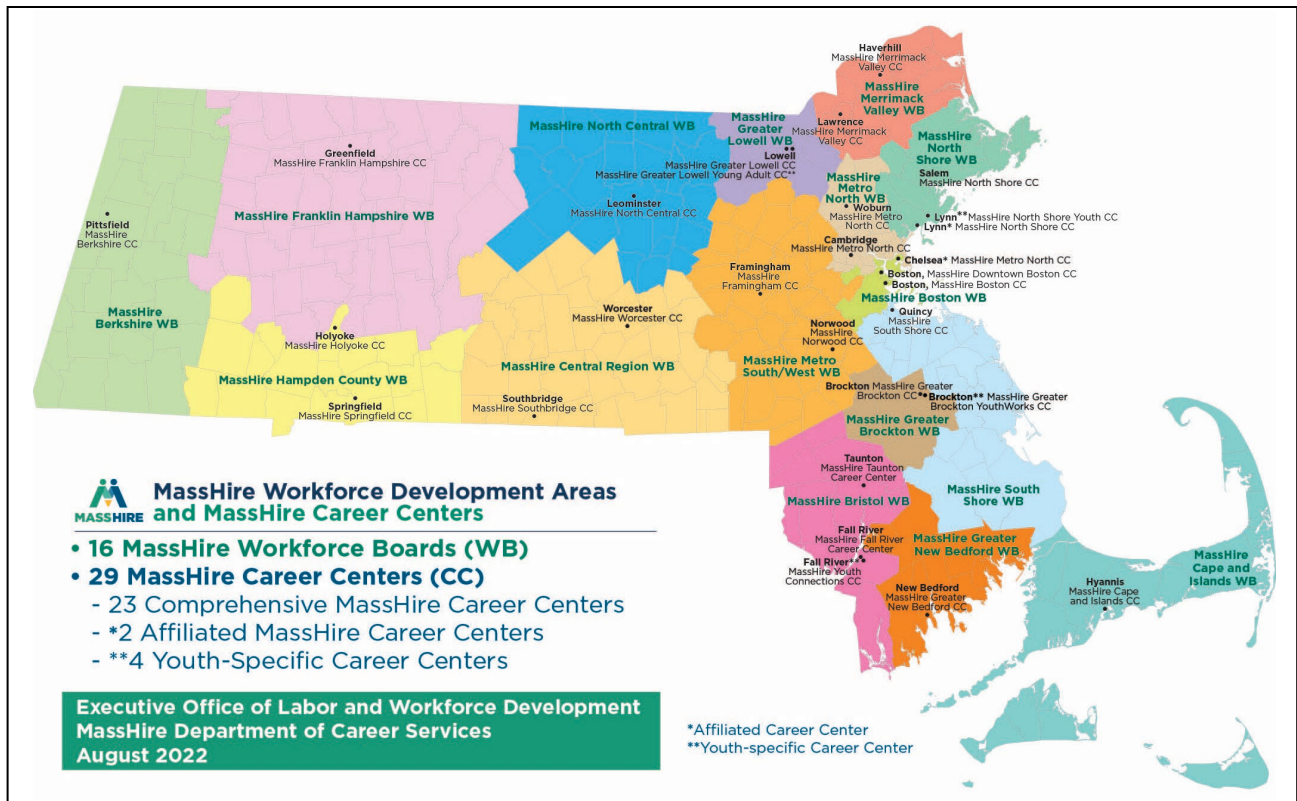 Haverhill
MassHire Merrimack
Valley CC
MassHire
Merrimack
Valley WB
Lawrence
MassHire Merrimack
Valley CC
MassHire North Central WB
MassHire
Greater
Lowell WB
Lowell
MassHire Greater Lowell CC
MassHire Greater Lowell Young Adult CC**
MassHire
North
Shore WB
Salem
MassHire North Shore CC
Greenfield
MassHire Franklin Hampshire CC
MassHire
Metro
North WB
Woburn
MassHire Metro
North CC
Lynn** MassHire North Shore Youth CC
Lynn* MassHire North Shore CC
Leominster
MassHire North Central CC
MassHire Franklin Hampshire WB
Pittsfield
MassHire
Berkshire CC
Cambridge
MassHire Metro North CC
Chelsea* MassHire Metro North CC
Boston, MassHire Downtown Boston CC
Boston, MassHire Boston CC
MassHire Boston WB
Framingham
MassHire
Framingham CC
MassHire
Berkshire WB
Worcester
MassHire Worcester CC
Quincy
MassHire
South Shore CC
Norwood
MassHire
Norwood CC
Holyoke
MassHire Holyoke CC
MassHire Central Region WB
MassHire Metro
South/West WB
MassHire Hampden County WB
Springfield
MassHire Springfield CC
Southbridge
MassHire Southbridge CC
Brockton MassHire Greater
Brockton CC
Brockton** MassHire Greater
Brockton YouthWorks CC
MassHire Greater
Brockton WB
Taunton
MassHire Taunton
Career Center
MassHire Bristol WB
MassHire South
Shore WB
Fall River
MassHire Fall River
Career Center
Fall River**
MassHire Youth
Connections CC
MassHire Greater
New Bedford WB
New Bedford
MassHire Greater
New Bedford CC
MassHire
Cape and
Islands WB
Hyannis
MassHire Cape
and Islands CC
MASSHIRE
MassHire Workforce Development Areas
and MassHire Career Centers
• 16 MassHire Workforce Boards (WB)
• 29 MassHire Career Centers (CC)
- 23 Comprehensive MassHire Career Centers
- *2 Affiliated MassHire Career Centers
- **4 Youth-Specific Career Centers
Executive Office of Labor and Workforce Development
MassHire Department of Career Services
August 2022
*Affiliated Career Center
**Youth-specific Career Center